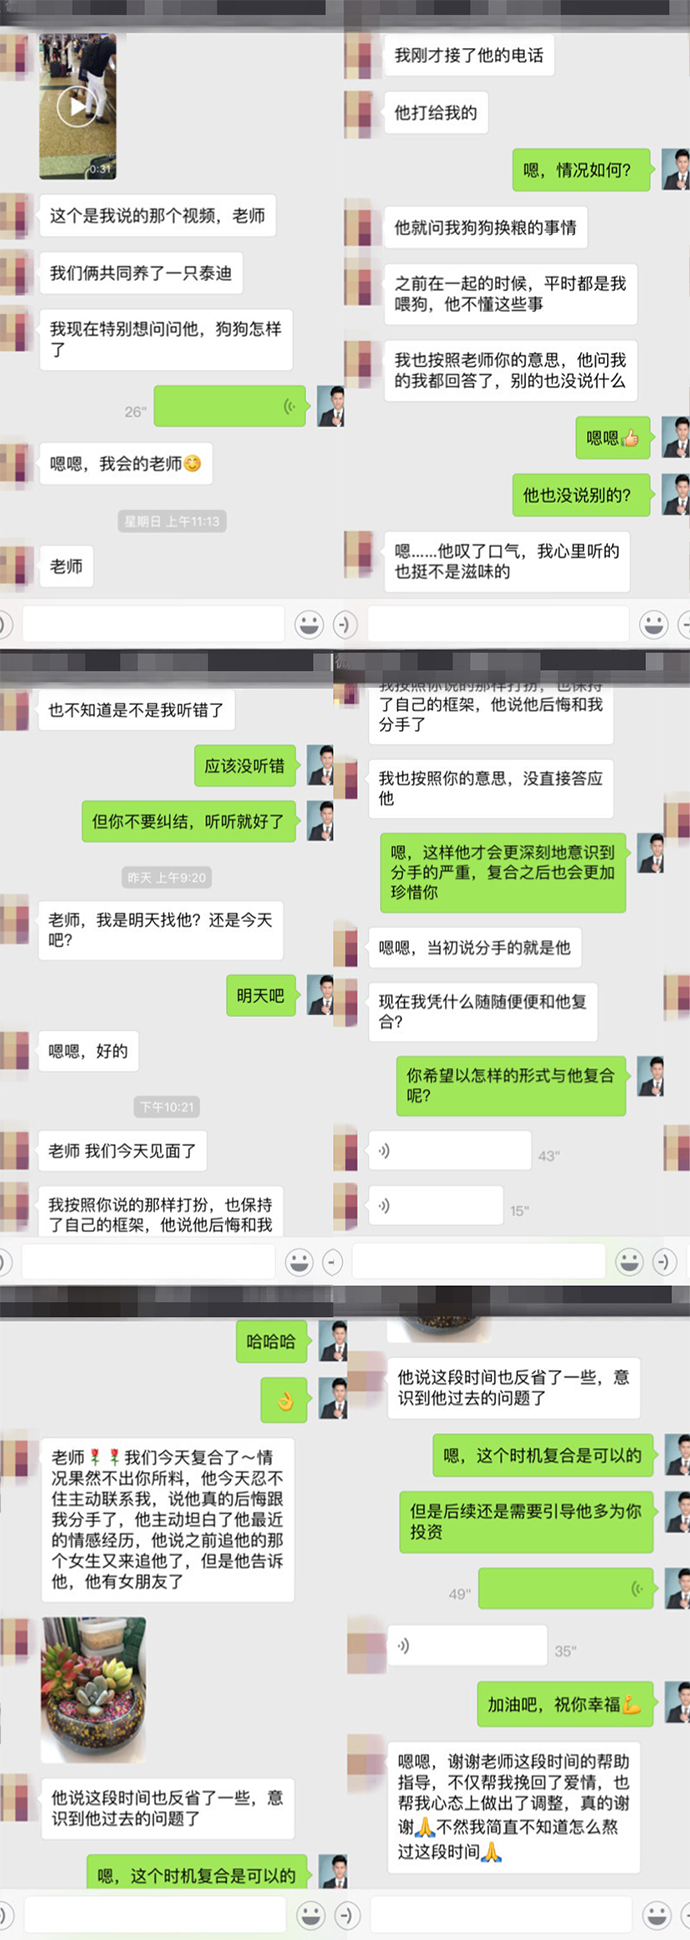 0:31
这个是我说的那个视频，老师
我们俩共同养了一只泰迪
我现在特别想问问他，狗狗怎样
了
26"
嗯嗯，我会的老师😊
星期日 上午11:13
老师
我刚才接了他的电话
他打给我的
嗯，情况如何？
他就问我狗狗换粮的事情
之前在一起的时候，平时都是我
喂狗，他不懂这些事
我也按照老师你的意思，他问我
的我都回答了，别的也没说什么
嗯嗯👍
他也没说别的？
嗯......他叹了口气，我心里听的
也挺不是滋味的
也不知道是不是我听错了
应该没听错
但你不要纠结，听听就好了
昨天 上午9:20
老师，我是明天找他？还是今天
吧？
明天吧
嗯嗯，好的
下午10:21
老师 我们今天见面了
我按照你说的那样打扮，也保持
了自己的框架，他说他后悔和我
我按照你说的那样打扮，也保持
了自己的框架，他说他后悔和我
分手了
我也按照你的意思，没直接答应
他
嗯，这样他才会更深刻地意识到
分手的严重，复合之后也会更加
珍惜你
嗯嗯，当初说分手的就是他
现在我凭什么随随便便和他复
合？
你希望以怎样的形式与他复合
呢？
43"
15"
哈哈哈
👌
老师🌹🌹我们今天复合了～情
况果然不出你所料，他今天忍不
住主动联系我，说他真的后悔跟
我分手了，他主动坦白了他最近
的情感经历，他说之前追他的那
个女生又来追他了，但是他告诉
他，他有女朋友了
他说这段时间也反省了一些，意
识到他过去的问题了
嗯，这个时机复合是可以的
他说这段时间也反省了一些，意
识到他过去的问题了
嗯，这个时机复合是可以的
但是后续还是需要引导他多为你
投资
49"
35"
加油吧，祝你幸福💪
嗯嗯，谢谢老师这段时间的帮助
指导，不仅帮我挽回了爱情，也
帮我心态上做出了调整，真的谢
谢🙏不然我简直不知道怎么熬
过这段时间🙏